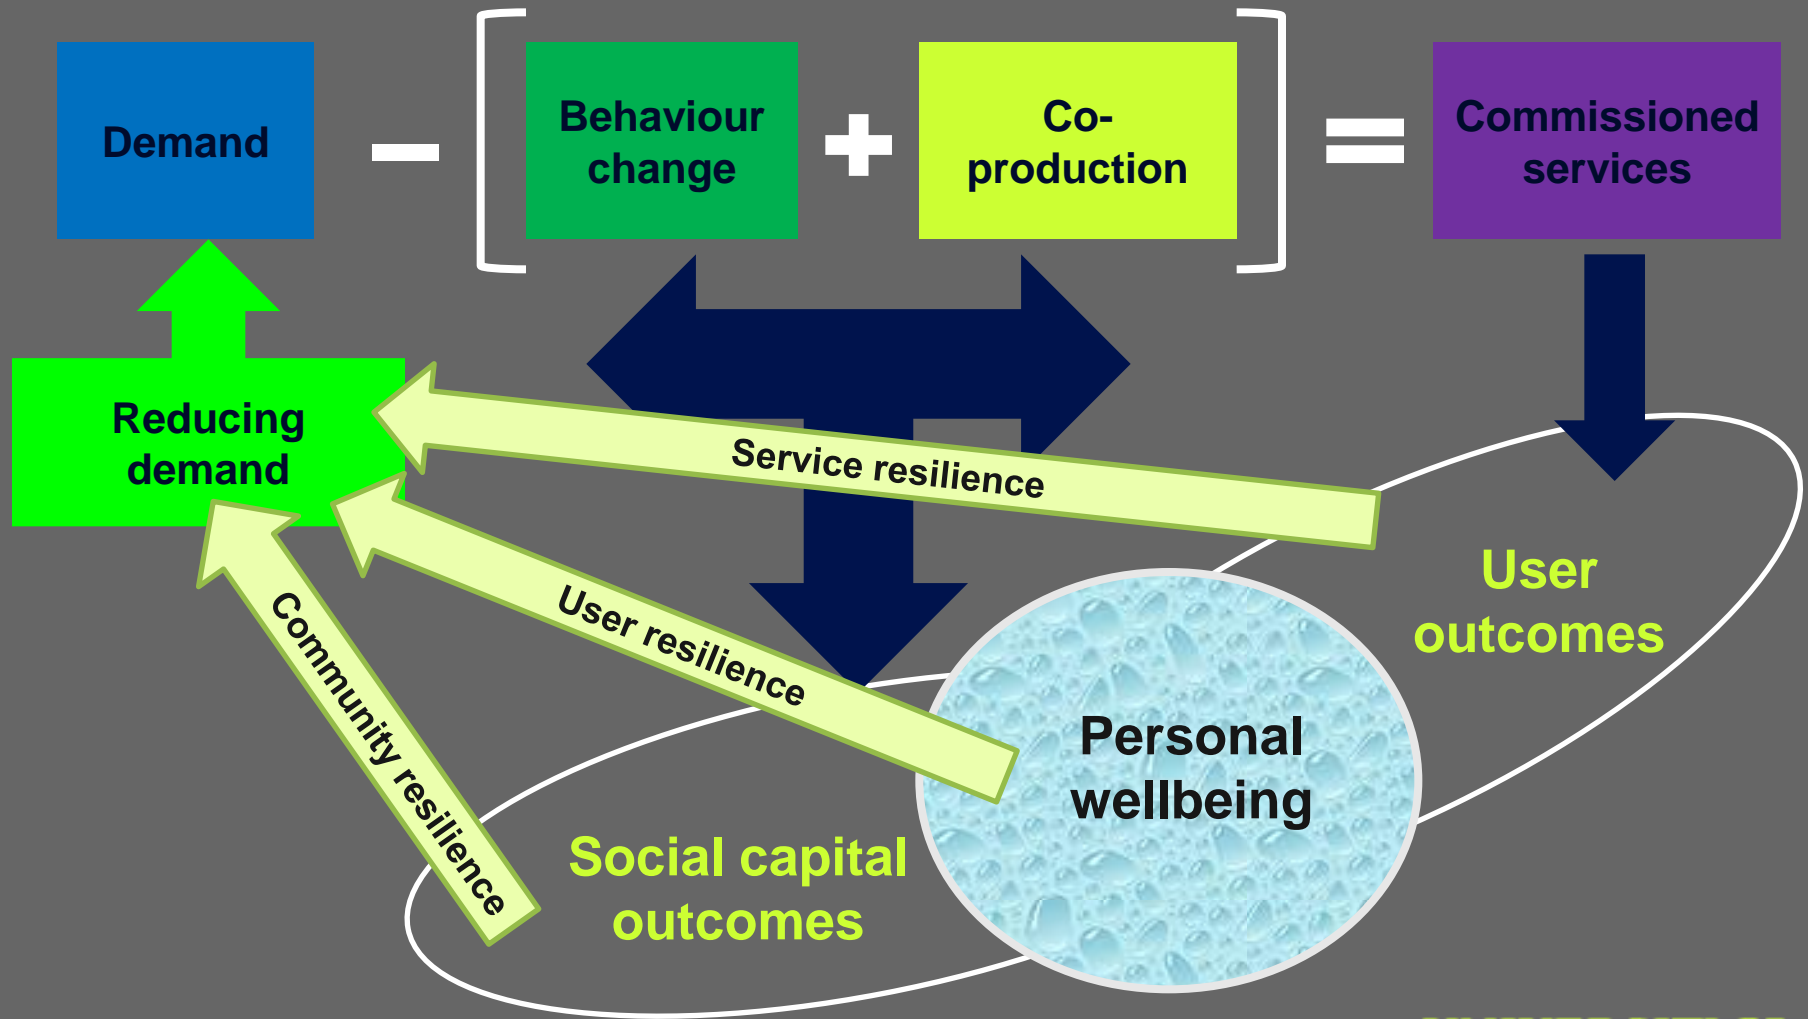 Demand
Behaviour
change
Co-
production
Commissioned
services
Reducing
demand
Service resilience
User resilience
Community resilience
User
outcomes
Personal
wellbeing
Social capital
outcomes